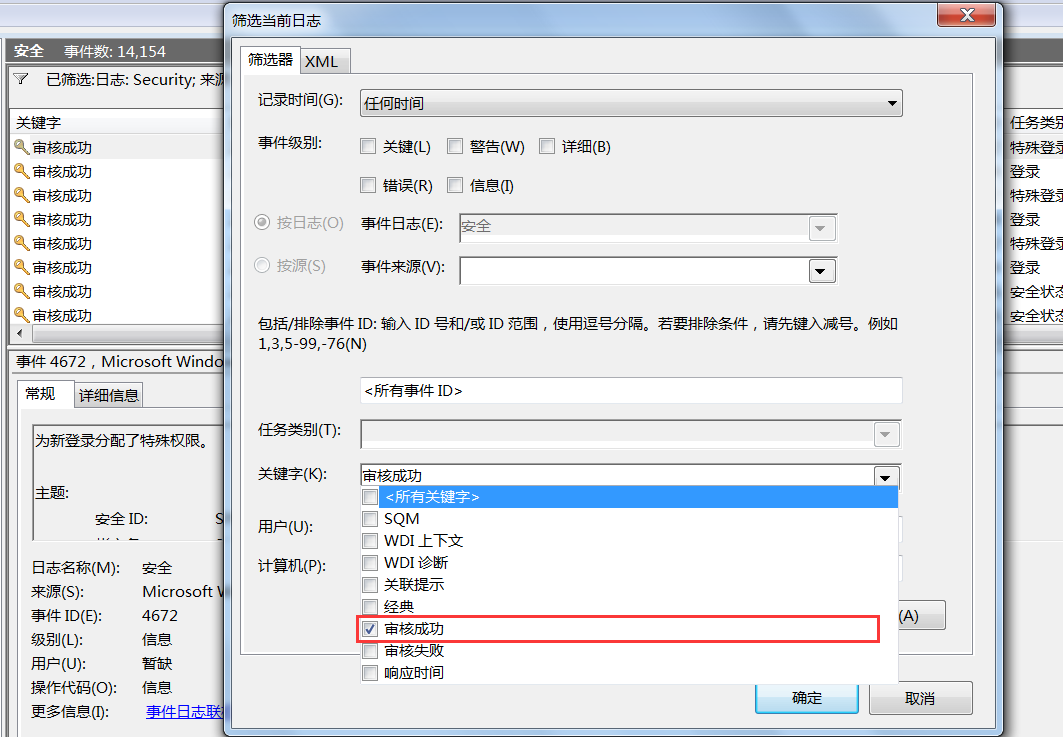 筛选当前日志
安全 事件数: 14,154
已筛选:日志: Security; 来源
关键字
审核成功
审核成功
审核成功
审核成功
审核成功
审核成功
审核成功
审核成功
事件 4672，Microsoft Windo
常规 详细信息
为新登录分配了特殊权限。
主题:
安全 ID: S
日志名称(M): 安全
来源(S): Microsoft W
事件 ID(E): 4672
级别(L): 信息
用户(U): 暂缺
操作代码(O): 信息
更多信息(I): 事件日志联
筛选器 XML
记录时间(G): 任何时间
事件级别: 关键(L) 警告(W) 详细(B)
错误(R) 信息(I)
按日志(O) 事件日志(E): 安全
按源(S) 事件来源(V):
包括/排除事件 ID: 输入 ID 号和/或 ID 范围，使用逗号分隔。若要排除条件，请先键入减号。例如
1,3,5-99,-76(N)
<所有事件 ID>
任务类别(T):
关键字(K): 审核成功
<所有关键字>
SQM
WDI 上下文
WDI 诊断
关联提示
经典
审核成功
审核失败
响应时间
用户(U):
计算机(P):
(A)
确定 取消
任务类别
特殊登录
登录
特殊登录
登录
特殊登录
登录
安全状态
安全状态